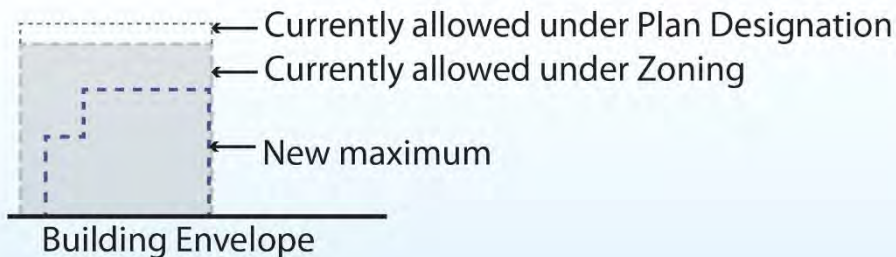 Currently allowed under Plan Designation
Currently allowed under Zoning
New maximum
Building Envelope